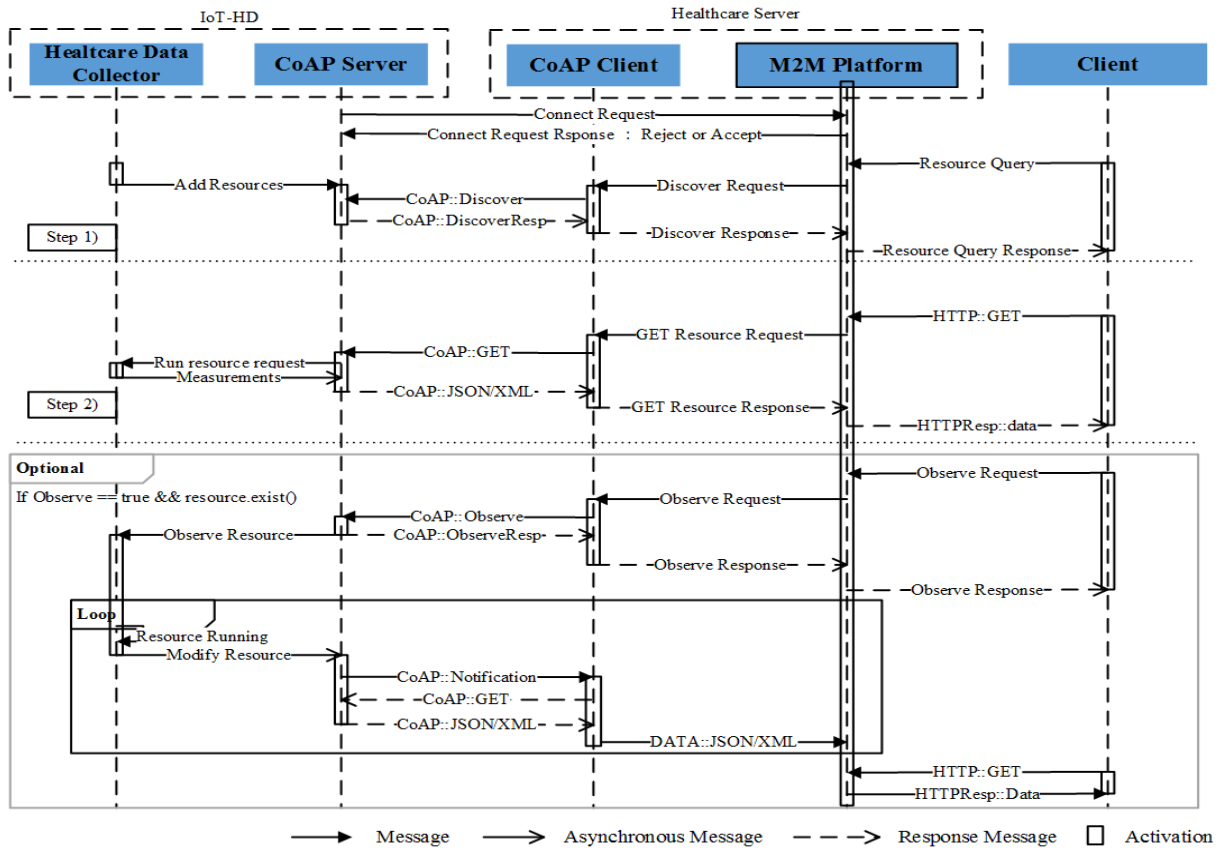 IoT-HD
Healthcare Server
Healtcare Data
Collector
CoAP Server
CoAP Client
M2M Platform
Client
Connect Request
Connect Request Rsponse : Reject or Accept
Resource Query
Add Resources
Discover Request
CoAP::Discover
CoAP::DiscoverResp
Step 1)
Discover Response
Resource Query Response
HTTP::GET
GET Resource Request
CoAP::GET
Run resource request
Measurements
CoAP::JSON/XML
Step 2)
GET Resource Response
HTTPResp::data
Optional
Observe Request
If Observe == true && resource.exist()
Observe Request
CoAP::Observe
Observe Resource
CoAP::ObserveResp
Observe Response
Observe Response
Loop
Resource Running
Modify Resource
CoAP::Notification
CoAP::GET
CoAP::JSON/XML
DATA::JSON/XML
HTTP::GET
HTTPResp::Data
Message
Asynchronous Message
Response Message
Activation